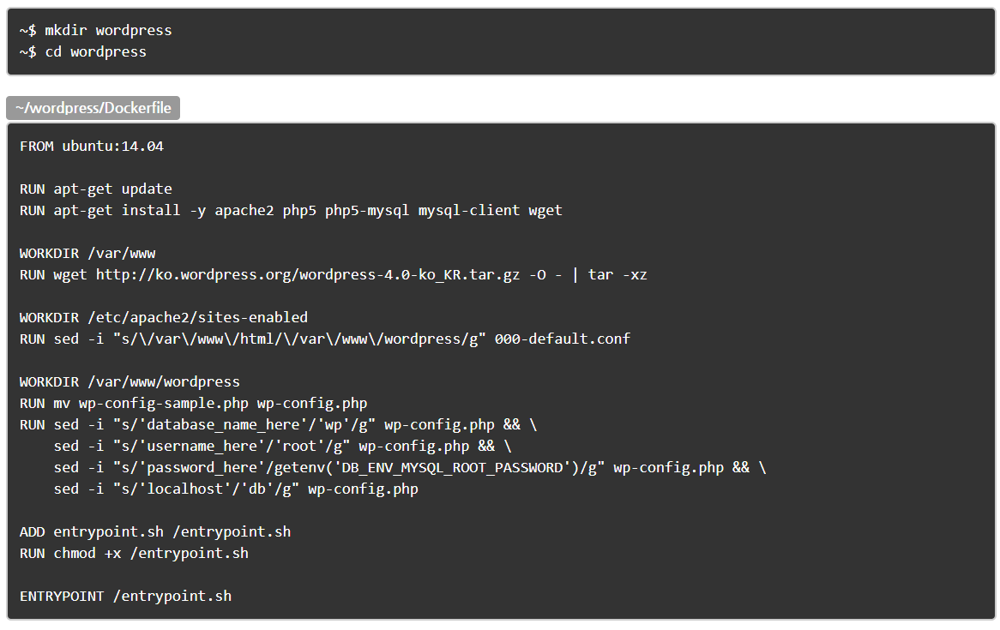 ~$ mkdir wordpress
~$ cd wordpress
~/wordpress/Dockerfile
FROM ubuntu:14.04
RUN apt-get update
RUN apt-get install -y apache2 php5 php5-mysql mysql-client wget
WORKDIR /var/www
RUN wget http://ko.wordpress.org/wordpress-4.0-ko_KR.tar.gz -O - | tar -xz
WORKDIR /etc/apache2/sites-enabled
RUN sed -i "s/\/var\/www\/html/\/var\/www\/wordpress/g" 000-default.conf
WORKDIR /var/www/wordpress
RUN mv wp-config-sample.php wp-config.php
RUN sed -i "s/'database_name_here'/'wp'/g" wp-config.php && \
    sed -i "s/'username_here'/'root'/g" wp-config.php && \
    sed -i "s/'password_here'/getenv('DB_ENV_MYSQL_ROOT_PASSWORD')/g" wp-config.php && \
    sed -i "s/'localhost'/'db'/g" wp-config.php
ADD entrypoint.sh /entrypoint.sh
RUN chmod +x /entrypoint.sh
ENTRYPOINT /entrypoint.sh